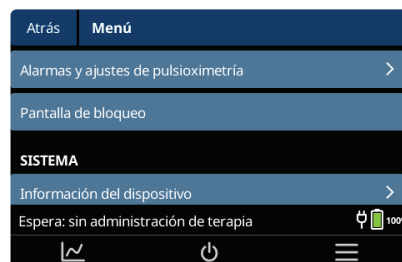 Atrás Menú
Alarmas y ajustes de pulsioximetría
Pantalla de bloqueo
SISTEMA
Información del dispositivo
Espera: sin administración de terapia 100%